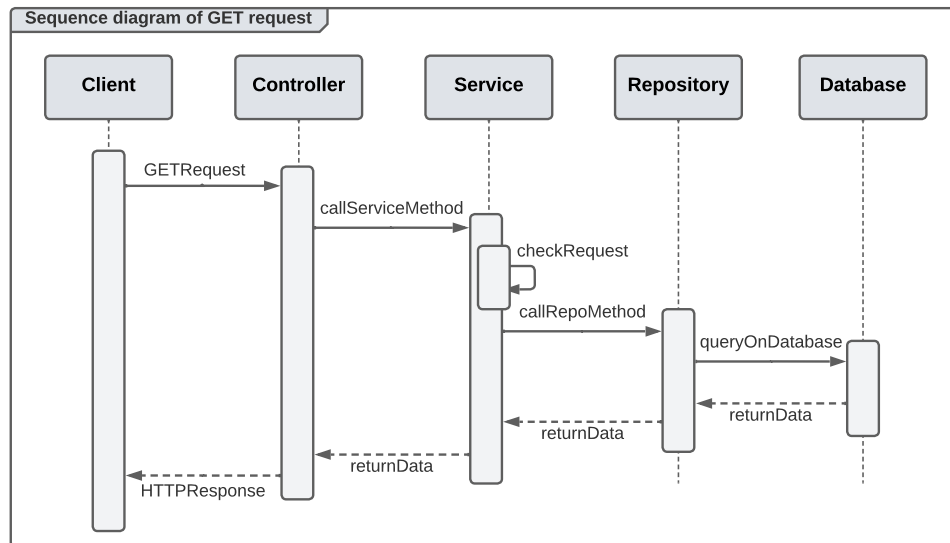 Sequence diagram of GET request
Client
Controller
Service
Repository
Database
GETRequest
callServiceMethod
checkRequest
callRepoMethod
queryOnDatabase
returnData
returnData
returnData
HTTPResponse